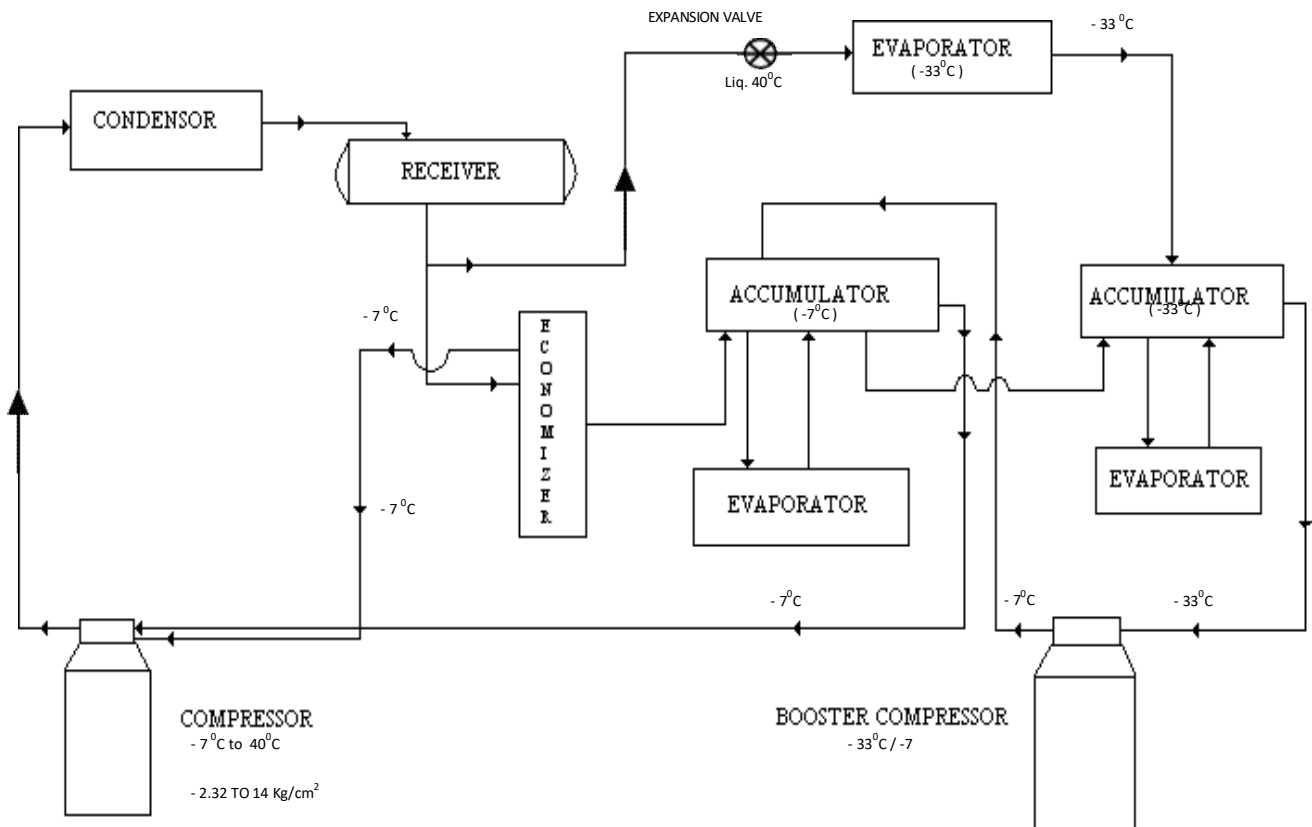 EXPANSION VALVE
- 33 ⁰C
EVAPORATOR
( -33⁰C )
Liq. 40⁰C
CONDENSOR
RECEIVER
ACCUMULATOR
( -7⁰C )
ACCUMULATOR
( -33⁰C )
- 7 ⁰C
ECONOMIZER
EVAPORATOR
EVAPORATOR
- 7 ⁰C
- 7⁰C
- 7⁰C
- 33⁰C
COMPRESSOR
- 7 ⁰C to 40⁰C
- 2.32 TO 14 Kg/cm²
BOOSTER COMPRESSOR
- 33⁰C / -7